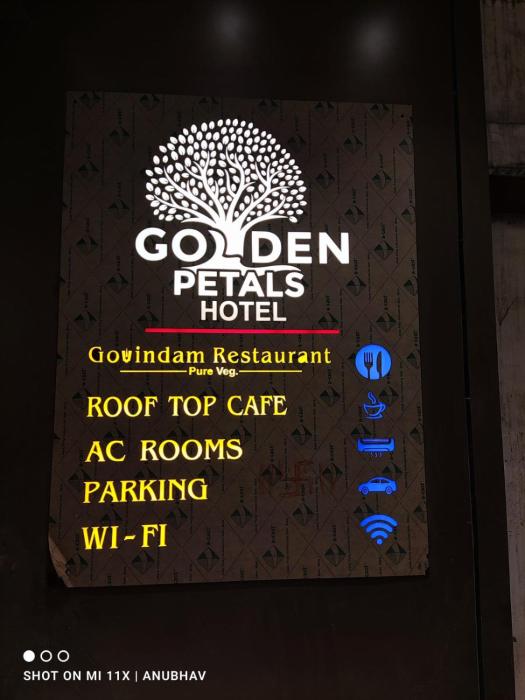 GOLDEN
PETALS
HOTEL
Govindam Restaurant
Pure Veg.
ROOF TOP CAFE
AC ROOMS
PARKING
WI-FI
SHOT ON MI 11X | ANUBHAV